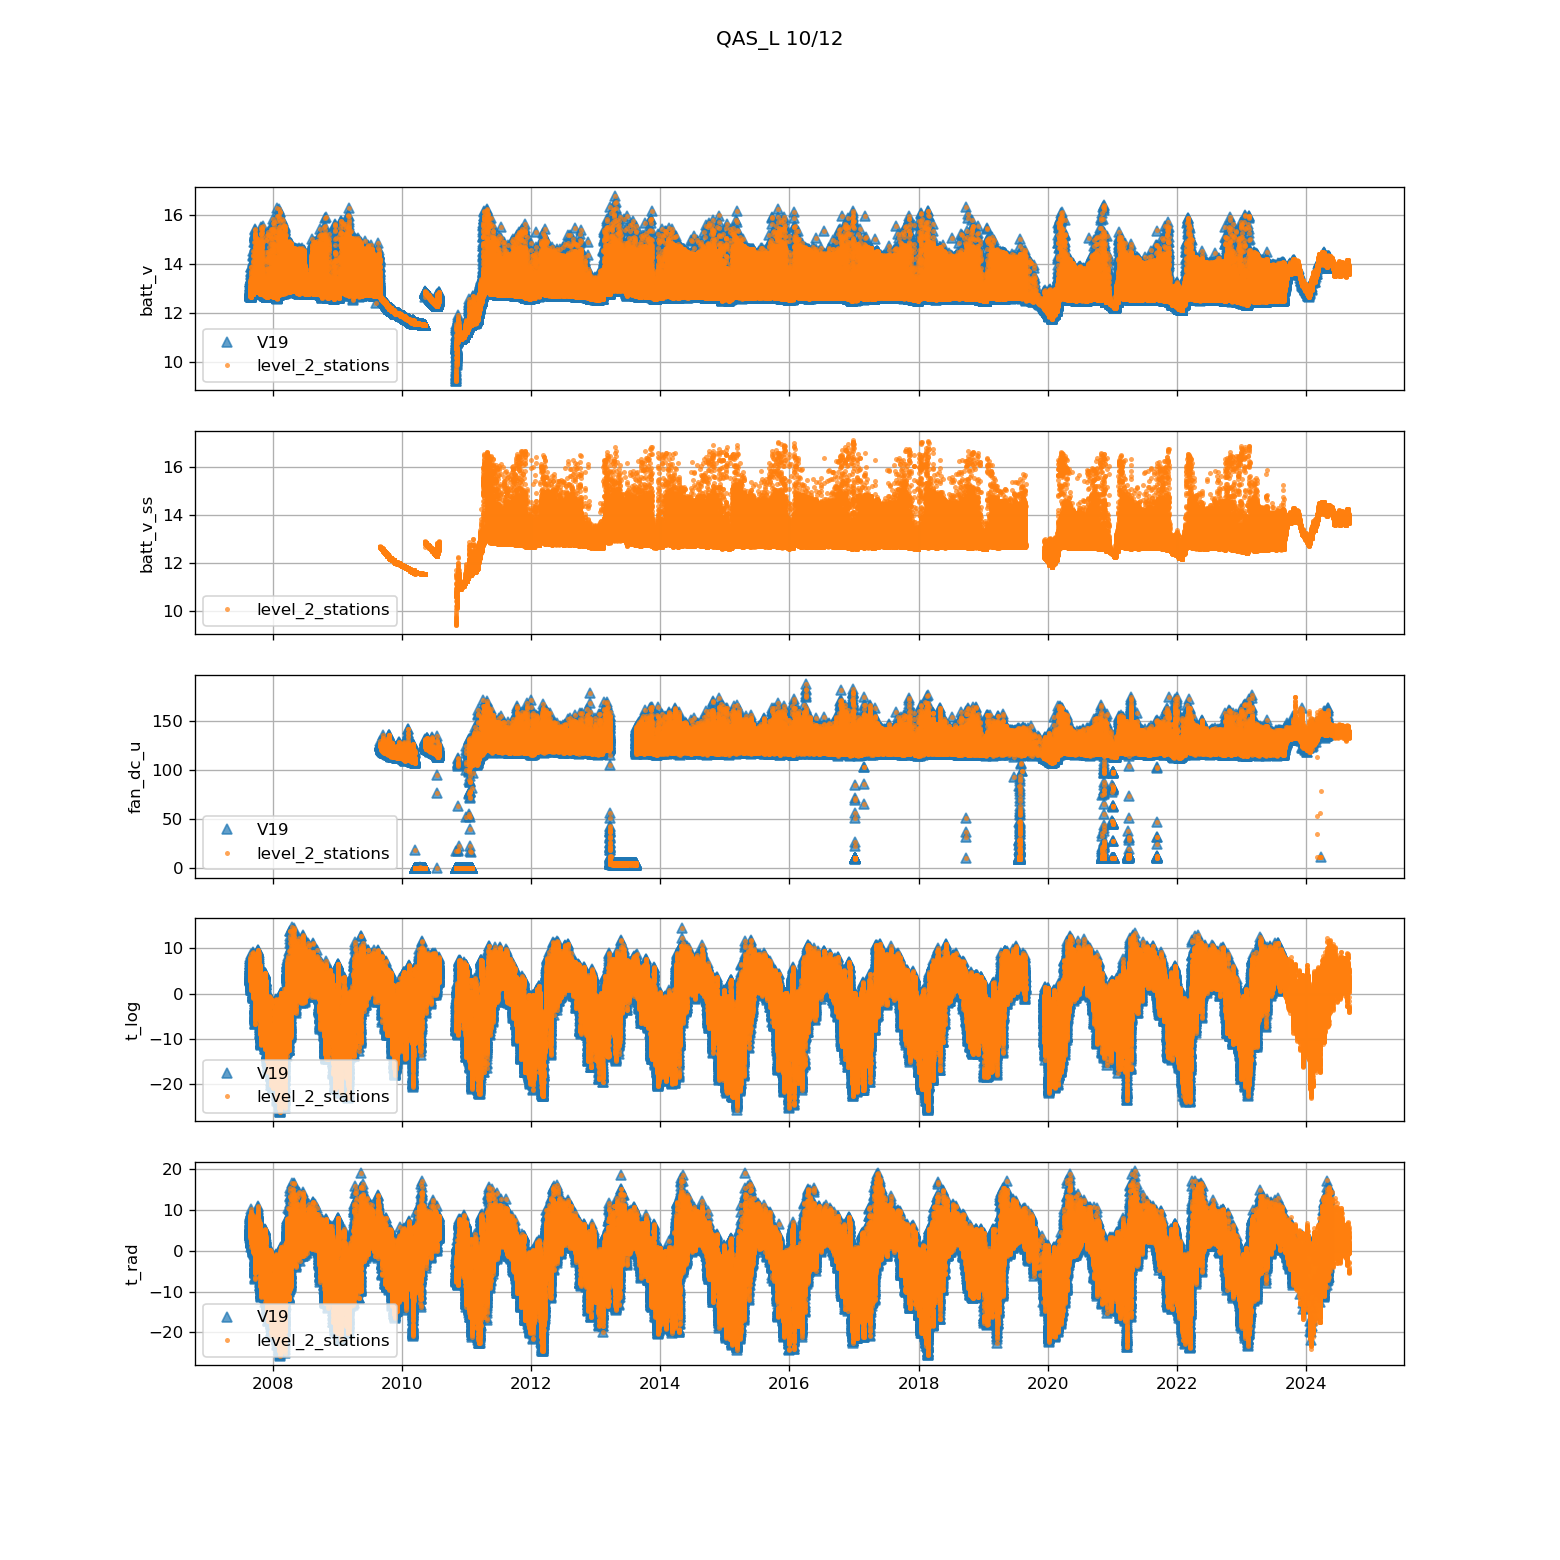 QAS_L 10/12
batt_v
16
14
12
10
V19
level_2_stations
batt_v_ss
16
14
12
10
level_2_stations
fan_dc_u
150
100
50
0
V19
level_2_stations
t_log
10
0
−10
−20
V19
level_2_stations
t_rad
20
10
0
−10
−20
V19
level_2_stations
2008 2010 2012 2014 2016 2018 2020 2022 2024